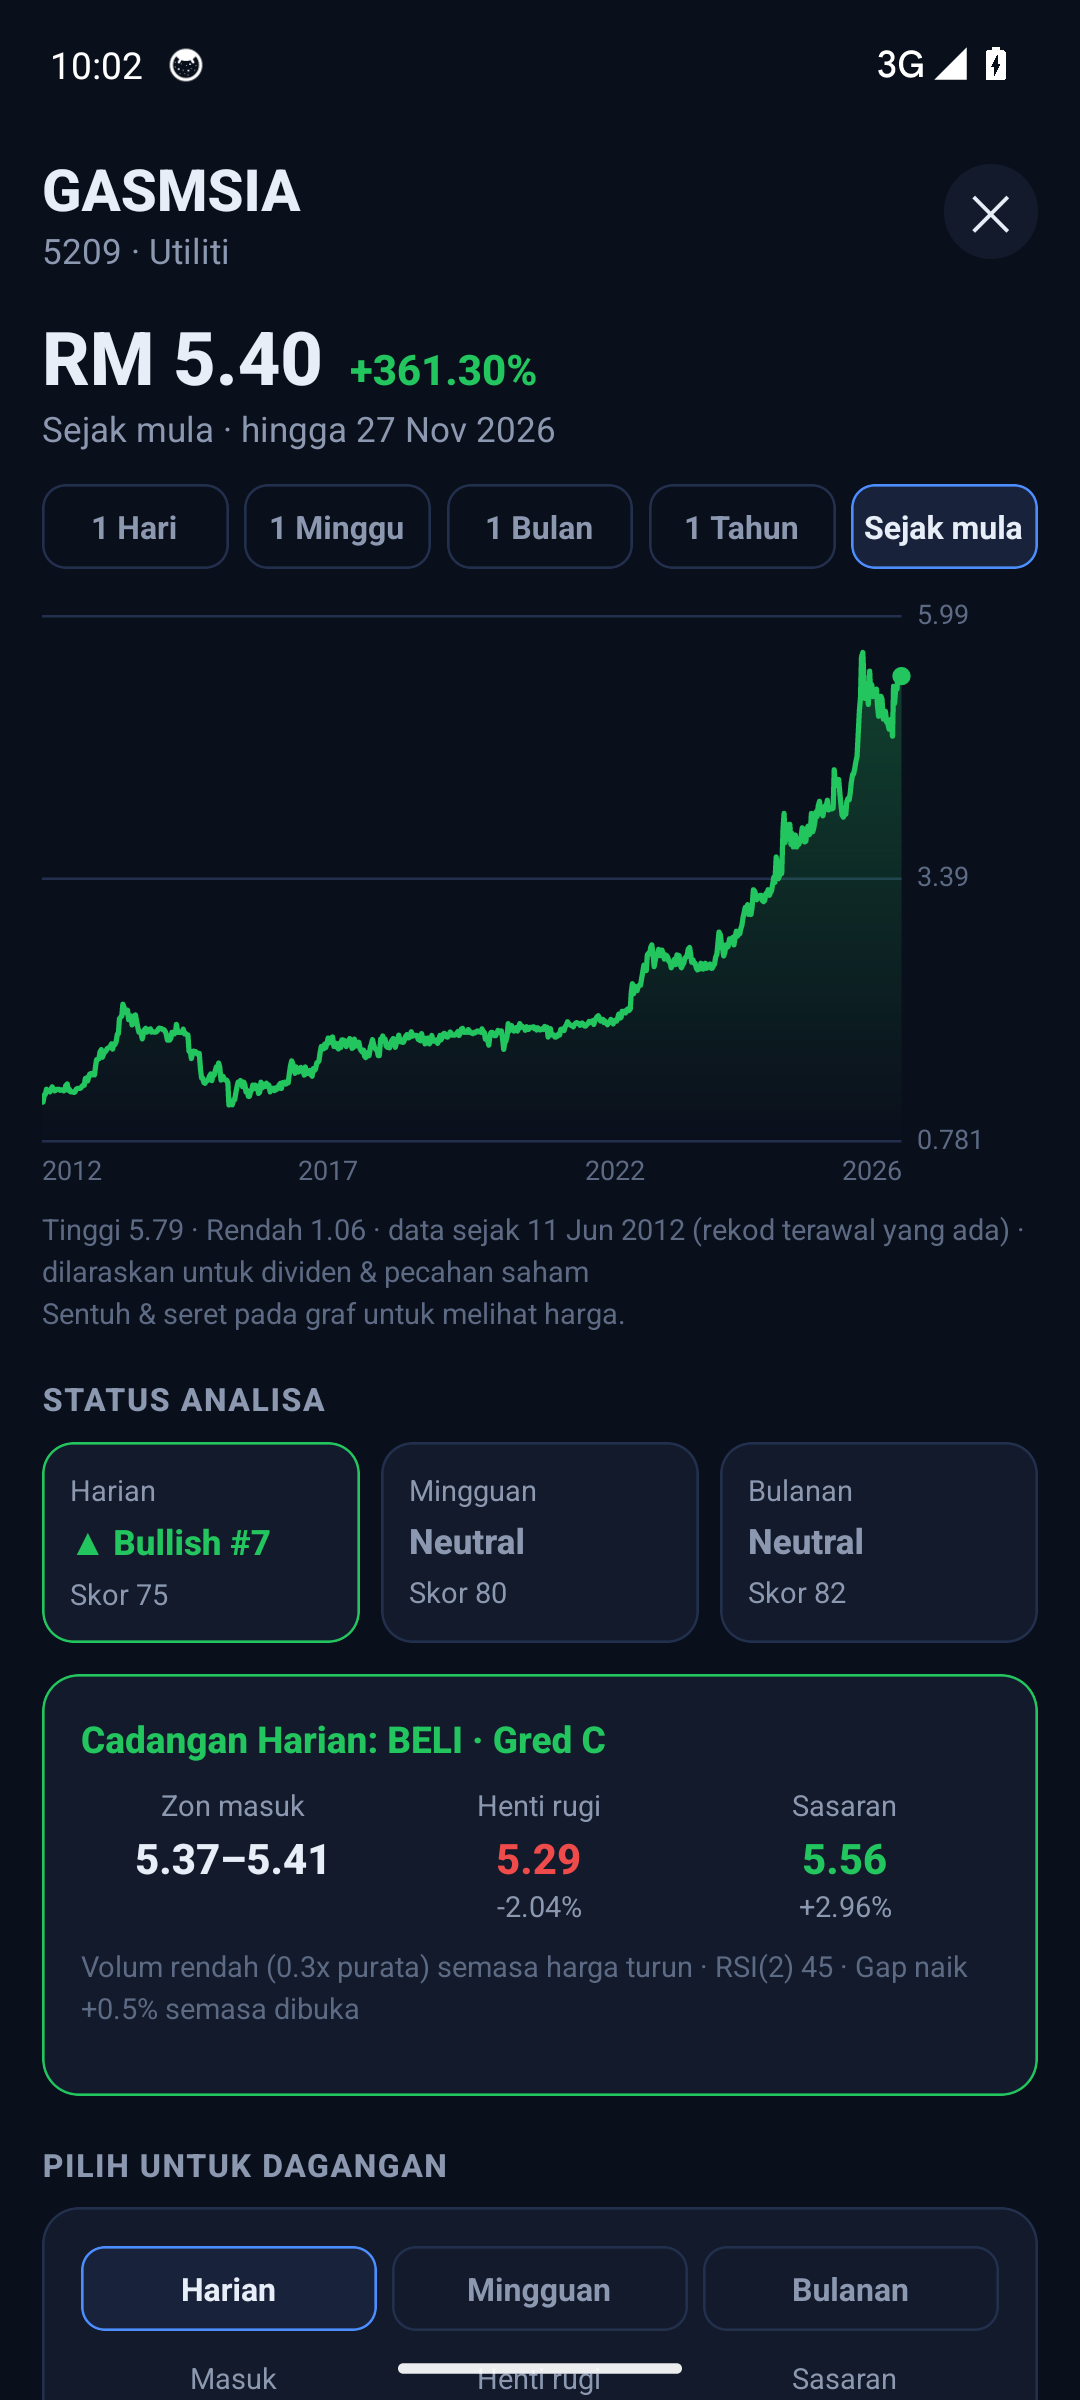 10:02
3G
GASMSIA
5209 · Utiliti
RM 5.40 +361.30%
Sejak mula · hingga 27 Nov 2026
1 Hari 1 Minggu 1 Bulan 1 Tahun Sejak mula
5.99
3.39
0.781
2012 2017 2022 2026
Tinggi 5.79 · Rendah 1.06 · data sejak 11 Jun 2012 (rekod terawal yang ada) ·
dilaraskan untuk dividen & pecahan saham
Sentuh & seret pada graf untuk melihat harga.
STATUS ANALISA
Harian
▲ Bullish #7
Skor 75
Mingguan
Neutral
Skor 80
Bulanan
Neutral
Skor 82
Cadangan Harian: BELI · Gred C
Zon masuk Henti rugi Sasaran
5.37–5.41 5.29 5.56
-2.04% +2.96%
Volum rendah (0.3x purata) semasa harga turun · RSI(2) 45 · Gap naik
+0.5% semasa dibuka
PILIH UNTUK DAGANGAN
Harian Mingguan Bulanan
Masuk Henti rugi Sasaran